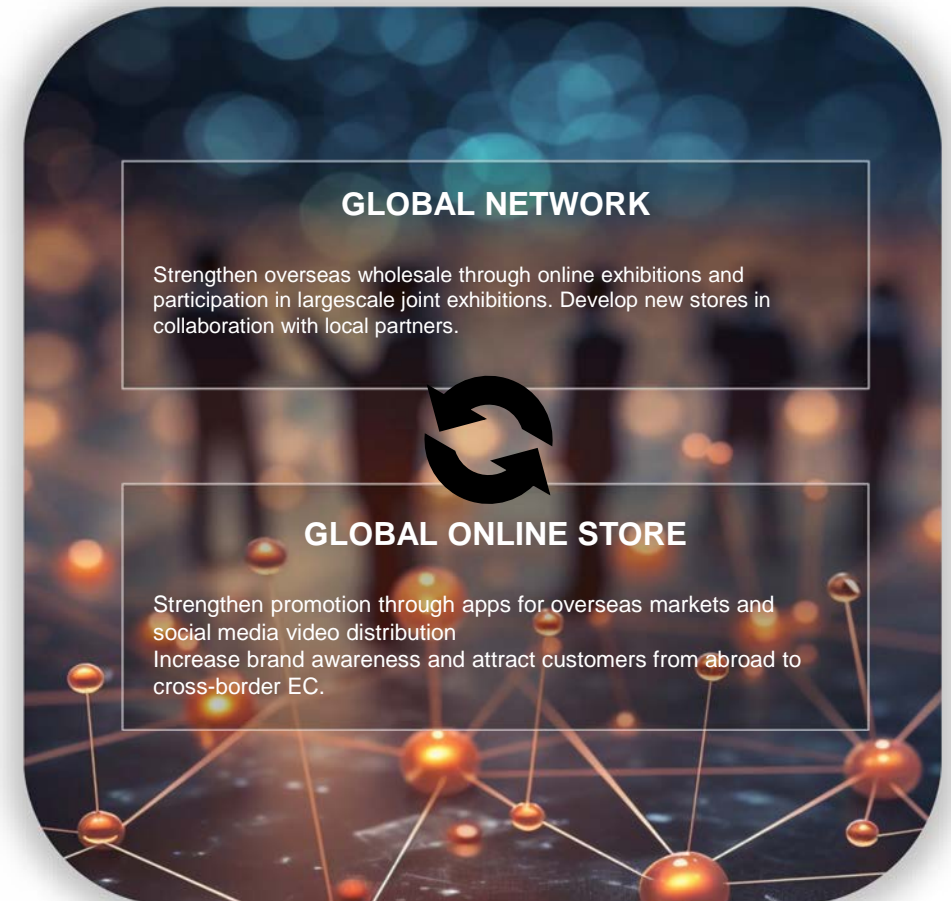 GLOBAL NETWORK
Strengthen overseas wholesale through online exhibitions and
participation in largescale joint exhibitions. Develop new stores in
collaboration with local partners.
GLOBAL ONLINE STORE
Strengthen promotion through apps for overseas markets and
social media video distribution
Increase brand awareness and attract customers from abroad to
cross-border EC.